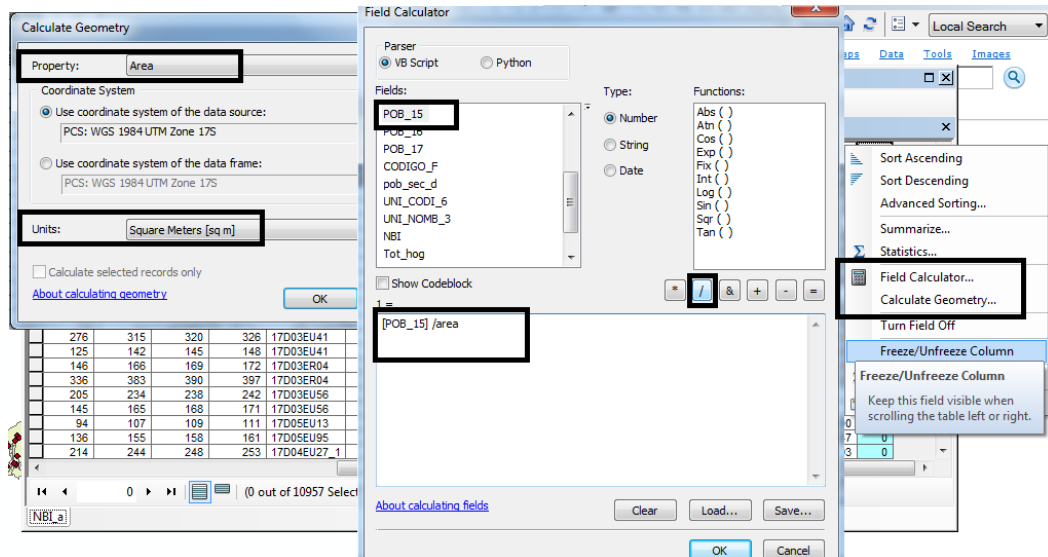 Calculate Geometry
Property: Area
Coordinate System
Use coordinate system of the data source:
PCS: WGS 1984 UTM Zone 17S
Use coordinate system of the data frame:
PCS: WGS 1984 UTM Zone 17S
Units: Square Meters [sq m]
Calculate selected records only
About calculating geometry
OK
276 315 320 326 17D03EU41
125 142 145 148 17D03EU41
146 166 169 172 17D03ER04
336 383 390 397 17D03ER04
205 234 238 242 17D03EU56
145 165 168 171 17D03EU56
94 107 109 111 17D05EU13
136 155 158 161 17D05EU95
214 244 248 253 17D04EU27_1
0 (0 out of 10957 Select
NBI_a
Field Calculator
Parser
VB Script Python
Fields: Type: Functions:
POB_15
POB_16
POB_17
CODIGO_F
pob_sec_d
UNI_CODI_6
UNI_NOMB_3
NBI
Tot_hog
Number
String
Date
Abs ( )
Atn ( )
Cos ( )
Exp ( )
Fix ( )
Int ( )
Log ( )
Sin ( )
Sqr ( )
Tan ( )
Show Codeblock
* / & + - =
1 =
[POB_15] /area
About calculating fields
Clear Load... Save...
OK Cancel
Local Search
aps Data Tools Images
Sort Ascending
Sort Descending
Advanced Sorting...
Summarize...
Σ Statistics...
Field Calculator...
Calculate Geometry...
Turn Field Off
Freeze/Unfreeze Column
Freeze/Unfreeze Column
Keep this field visible when
scrolling the table left or right.
0
7 0
3 0